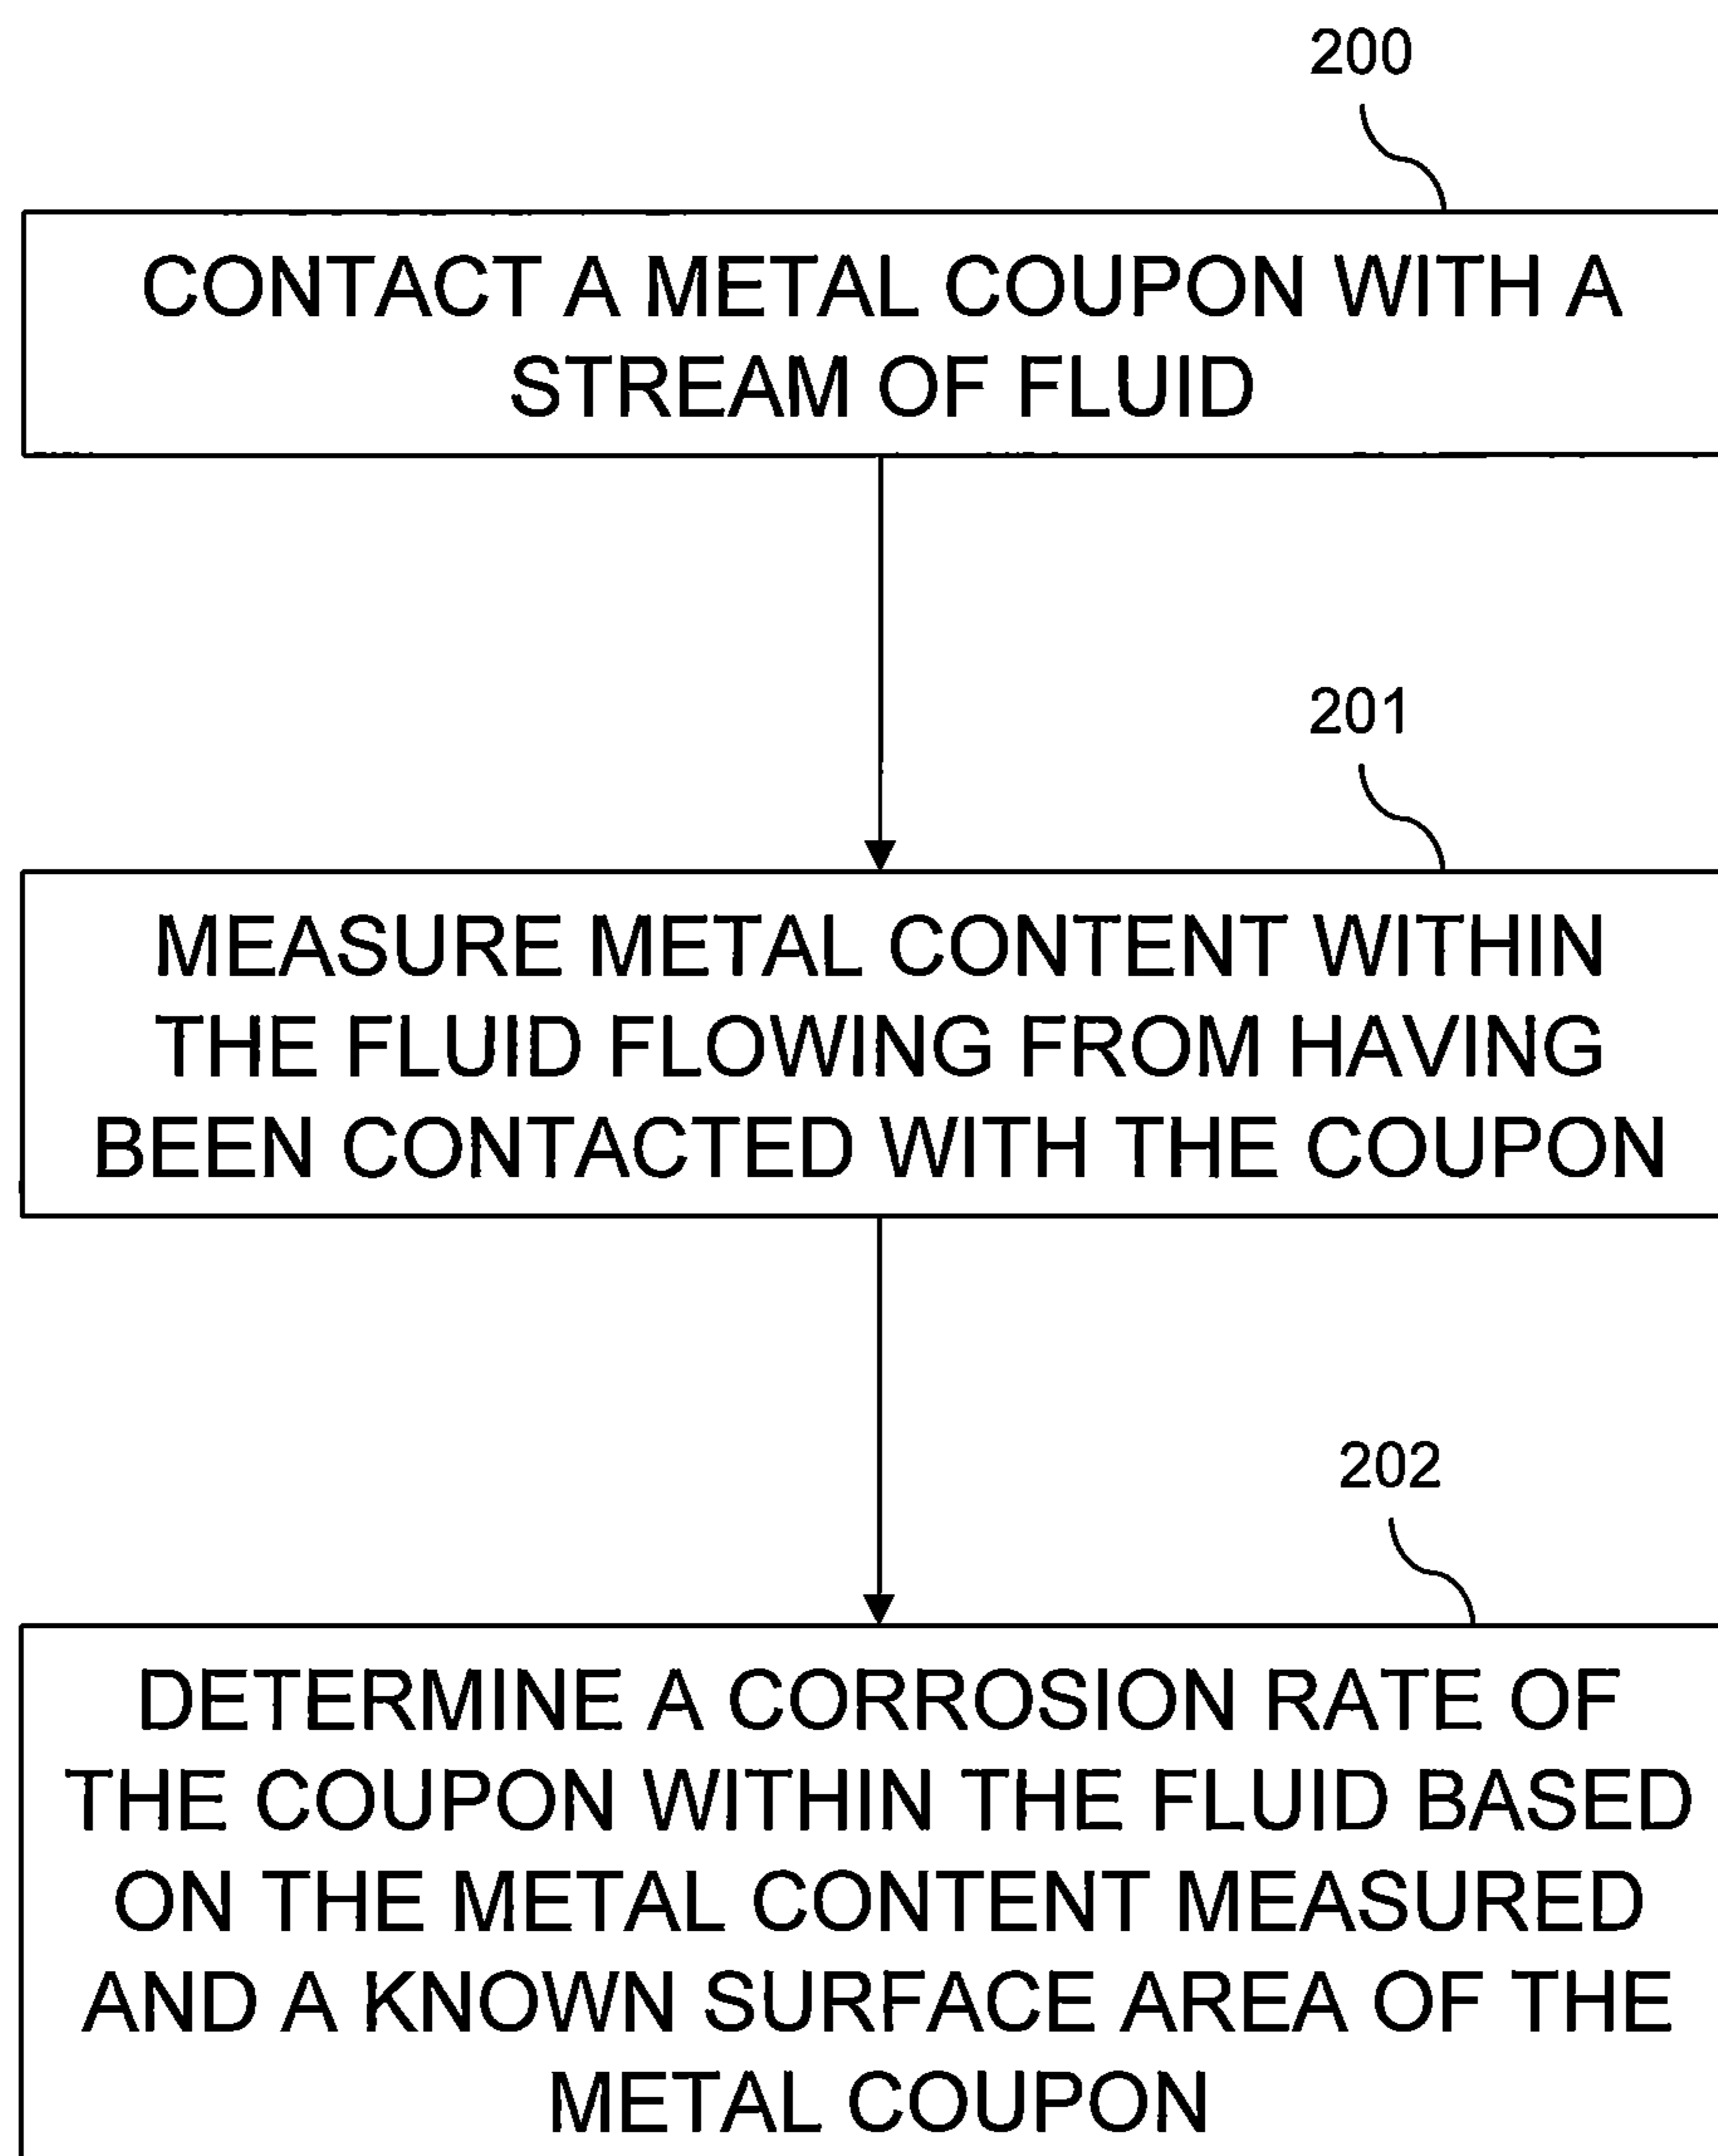 200
CONTACT A METAL COUPON WITH A
STREAM OF FLUID
201
MEASURE METAL CONTENT WITHIN
THE FLUID FLOWING FROM HAVING
BEEN CONTACTED WITH THE COUPON
202
DETERMINE A CORROSION RATE OF
THE COUPON WITHIN THE FLUID BASED
ON THE METAL CONTENT MEASURED
AND A KNOWN SURFACE AREA OF THE
METAL COUPON